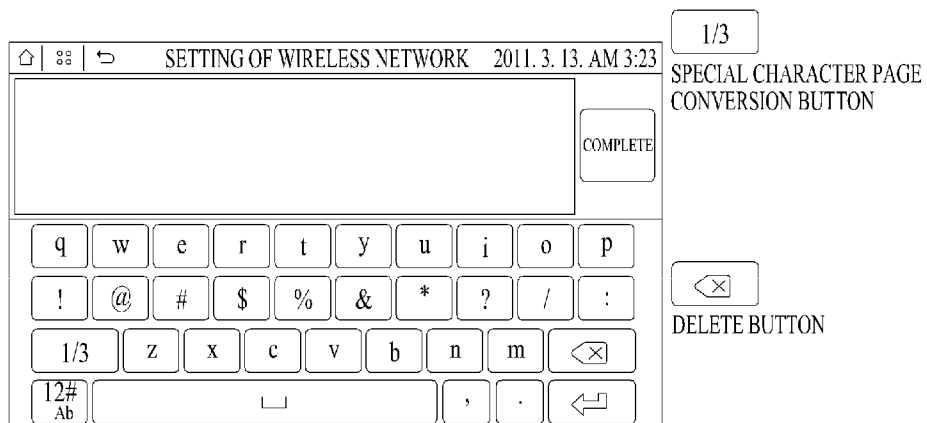 1/3
SPECIAL CHARACTER PAGE
CONVERSION BUTTON
SETTING OF WIRELESS NETWORK 2011. 3. 13. AM 3:23
COMPLETE
q w e r t y u i o p
! @ # $ % & * ? / :
1/3 z x c v b n m
12#
Ab , .
DELETE BUTTON